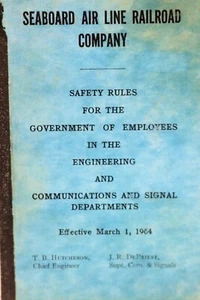 SEABOARD AIR LINE RAILROAD
COMPANY
SAFETY RULES
FOR THE
GOVERNMENT OF EMPLOYEES
IN THE
ENGINEERING
AND
COMMUNICATIONS AND SIGNAL
DEPARTMENTS
Effective March 1, 1964
T. B. HUTCHESON, J. R. DEPRIEST,
Chief Engineer Supt. Com. & Signals